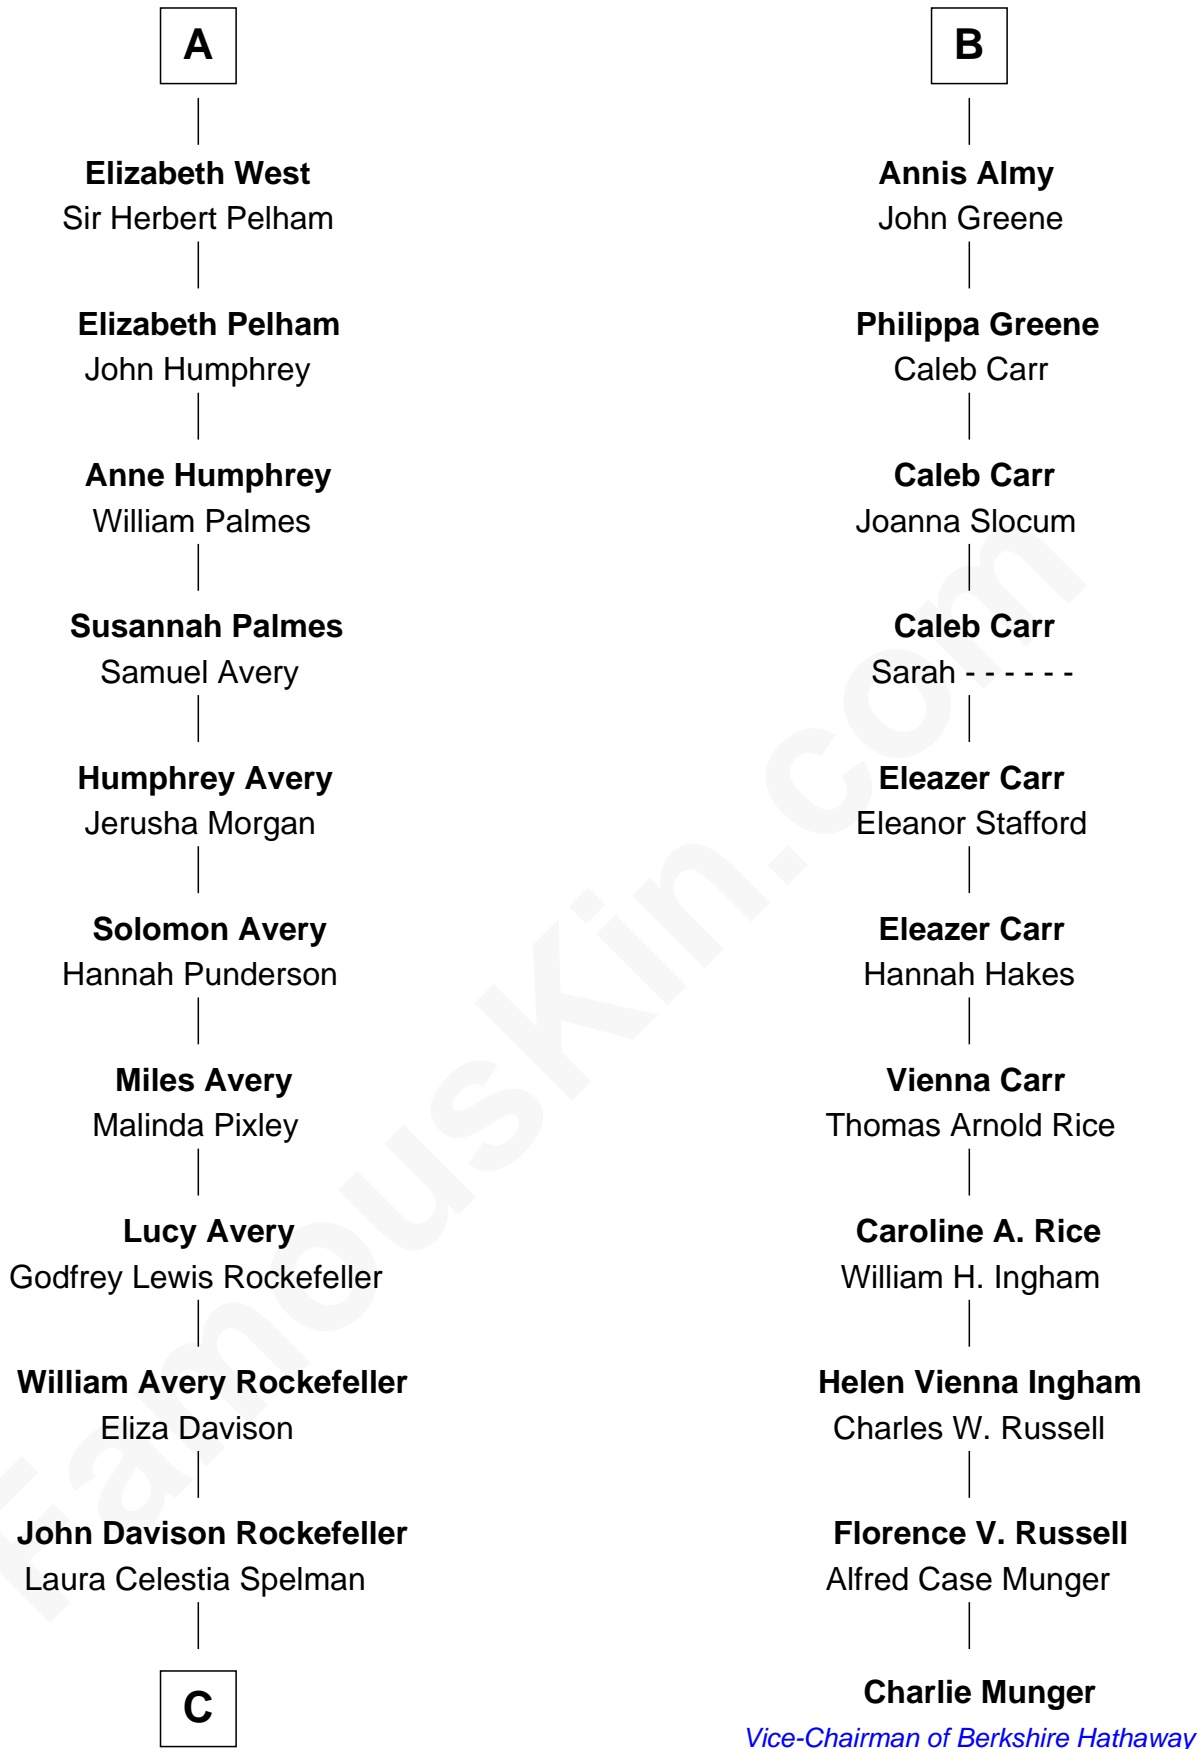 A
Elizabeth West
Sir Herbert Pelham
Elizabeth Pelham
John Humphrey
Anne Humphrey
William Palmes
Susannah Palmes
Samuel Avery
Humphrey Avery
Jerusha Morgan
Solomon Avery
Hannah Punderson
Miles Avery
Malinda Pixley
Lucy Avery
Godfrey Lewis Rockefeller
William Avery Rockefeller
Eliza Davison
John Davison Rockefeller
Laura Celestia Spelman
C
B
Annis Almy
John Greene
Philippa Greene
Caleb Carr
Caleb Carr
Joanna Slocum
Caleb Carr
Sarah - - - - - -
Eleazer Carr
Eleanor Stafford
Eleazer Carr
Hannah Hakes
Vienna Carr
Thomas Arnold Rice
Caroline A. Rice
William H. Ingham
Helen Vienna Ingham
Charles W. Russell
Florence V. Russell
Alfred Case Munger
Charlie Munger
Vice-Chairman of Berkshire Hathaway
FamousKin.com